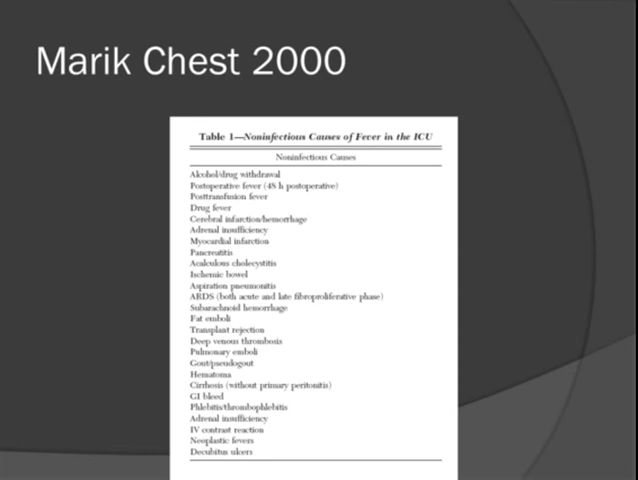 Marik Chest 2000
Table 1—Noninfectious Causes of Fever in the ICU
Noninfectious Causes
Alcohol/drug withdrawal
Postoperative fever (48 h postoperative)
Posttransfusion fever
Drug fever
Cerebral infarction/hemorrhage
Adrenal insufficiency
Myocardial infarction
Pancreatitis
Acalculous cholecystitis
Ischemic bowel
Aspiration pneumonitis
ARDS (both acute and late fibroproliferative phase)
Subarachnoid hemorrhage
Fat emboli
Transplant rejection
Deep venous thrombosis
Pulmonary emboli
Gout/pseudogout
Hematoma
Cirrhosis (without primary peritonitis)
GI bleed
Phlebitis/thrombophlebitis
Adrenal insufficiency
IV contrast reaction
Neoplastic fevers
Decubitus ulcers